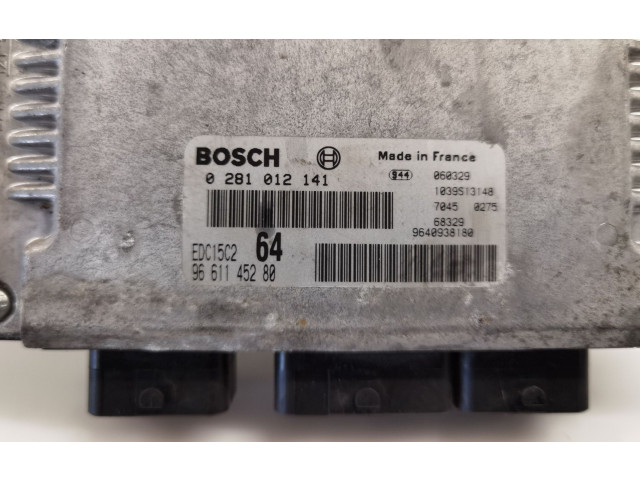 BOSCH
Made in France
0 281 012 141
944 060329
1039S13148
7045 0275
68329
9640938180
EDC15C2 64
96 611 452 80